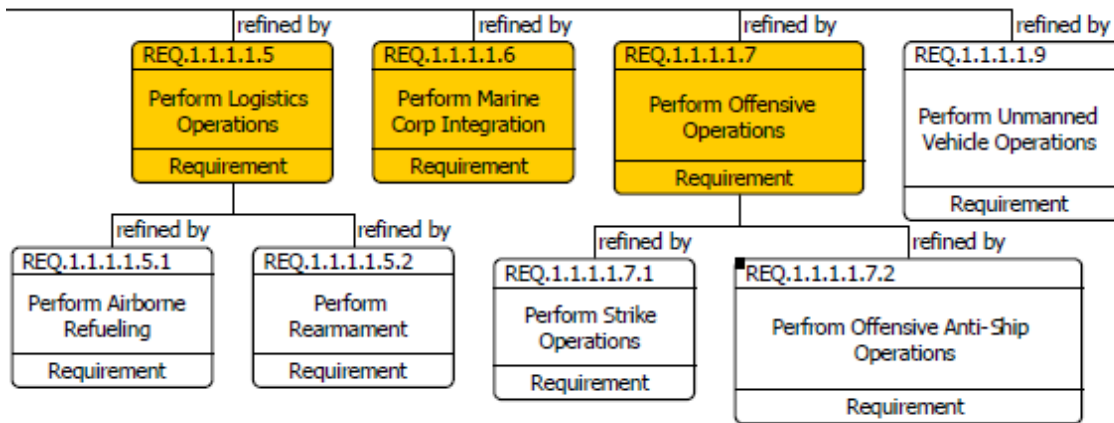 refined by
refined by
refined by
refined by
REQ.1.1.1.1.5
Perform Logistics
Operations
Requirement
REQ.1.1.1.1.6
Perform Marine
Corp Integration
Requirement
REQ.1.1.1.1.7
Perform Offensive
Operations
Requirement
REQ.1.1.1.1.9
Perform Unmanned
Vehicle Operations
Requirement
refined by
refined by
refined by
refined by
REQ.1.1.1.1.5.1
Perform Airborne
Refueling
Requirement
REQ.1.1.1.1.5.2
Perform
Rearmament
Requirement
REQ.1.1.1.1.7.1
Perform Strike
Operations
Requirement
REQ.1.1.1.1.7.2
Perfrom Offensive Anti-Ship
Operations
Requirement